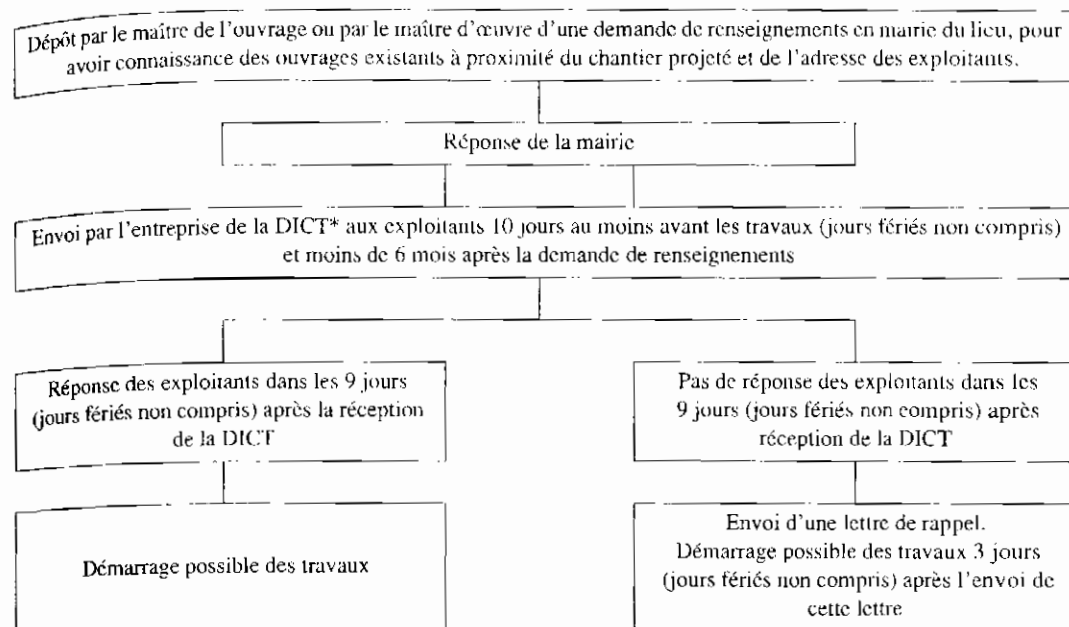 Dépôt par le maître de l'ouvrage ou par le maître d'œuvre d'une demande de renseignements en mairie du lieu, pour
avoir connaissance des ouvrages existants à proximité du chantier projeté et de l'adresse des exploitants.
Réponse de la mairie
Envoi par l'entreprise de la DICT* aux exploitants 10 jours au moins avant les travaux (jours fériés non compris)
et moins de 6 mois après la demande de renseignements
Réponse des exploitants dans les 9 jours
(jours fériés non compris) après la réception
de la DICT
Pas de réponse des exploitants dans les
9 jours (jours fériés non compris) après
réception de la DICT
Démarrage possible des travaux
Envoi d'une lettre de rappel.
Démarrage possible des travaux 3 jours
(jours fériés non compris) après l'envoi de
cette lettre